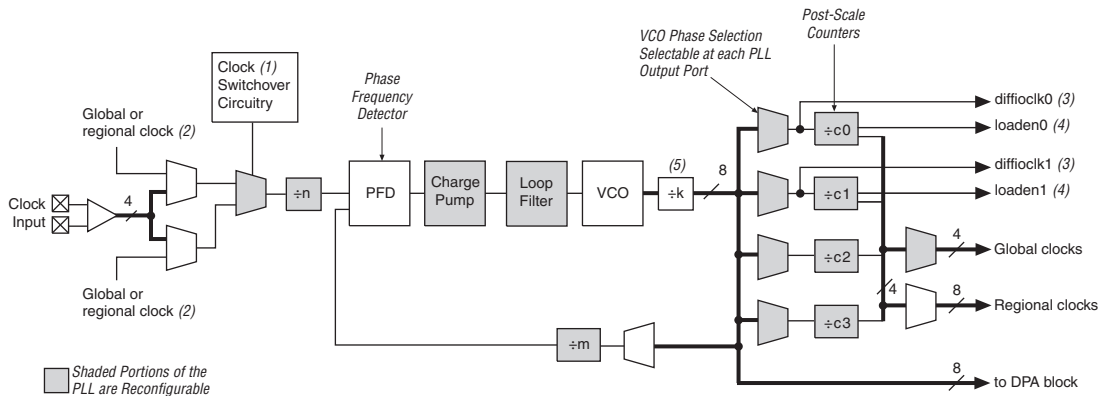 Post-Scale
Counters
VCO Phase Selection
Selectable at each PLL
Output Port
Clock (1)
Switchover
Circuitry
Phase
Frequency
Detector
Global or
regional clock (2)
diffioclk0 (3)
÷c0
loaden0 (4)
4
Clock
Input
÷n
PFD
Charge
Pump
Loop
Filter
VCO
(5)
÷k
8
diffioclk1 (3)
÷c1
loaden1 (4)
÷c2
4
Global clocks
Global or
regional clock (2)
4
8
Regional clocks
÷c3
÷m
Shaded Portions of the
PLL are Reconfigurable
8
to DPA block